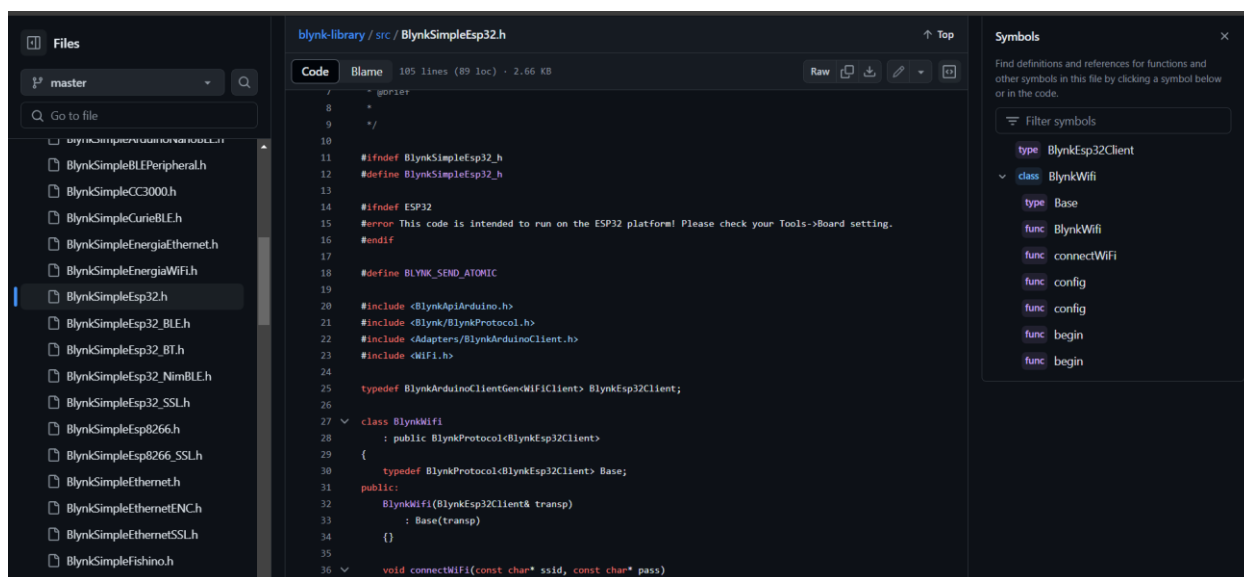 Files
master
Go to file
BlynkSimpleArduinoNanoBLE.h
BlynkSimpleBLEPeripheral.h
BlynkSimpleCC3000.h
BlynkSimpleCurieBLE.h
BlynkSimpleEnergiaEthernet.h
BlynkSimpleEnergiaWiFi.h
BlynkSimpleEsp32.h
BlynkSimpleEsp32_BLE.h
BlynkSimpleEsp32_BT.h
BlynkSimpleEsp32_NimBLE.h
BlynkSimpleEsp32_SSL.h
BlynkSimpleEsp8266.h
BlynkSimpleEsp8266_SSL.h
BlynkSimpleEthernet.h
BlynkSimpleEthernetENC.h
BlynkSimpleEthernetSSL.h
BlynkSimpleFishino.h
blynk-library / src / BlynkSimpleEsp32.h
Top
Code Blame 105 lines (89 loc) · 2.66 KB
Raw
7 * @brief
8 *
9 */
10
11 #ifndef BlynkSimpleEsp32_h
12 #define BlynkSimpleEsp32_h
13
14 #ifndef ESP32
15 #error This code is intended to run on the ESP32 platform! Please check your Tools->Board setting.
16 #endif
17
18 #define BLYNK_SEND_ATOMIC
19
20 #include <BlynkApiArduino.h>
21 #include <Blynk/BlynkProtocol.h>
22 #include <Adapters/BlynkArduinoClient.h>
23 #include <WiFi.h>
24
25 typedef BlynkArduinoClientGen<WiFiClient> BlynkEsp32Client;
26
27 class BlynkWifi
28 : public BlynkProtocol<BlynkEsp32Client>
29 {
30 typedef BlynkProtocol<BlynkEsp32Client> Base;
31 public:
32 BlynkWifi(BlynkEsp32Client& transp)
33 : Base(transp)
34 {}
35
36 void connectWiFi(const char* ssid, const char* pass)
Symbols
Find definitions and references for functions and
other symbols in this file by clicking a symbol below
or in the code.
Filter symbols
type BlynkEsp32Client
class BlynkWifi
type Base
func BlynkWifi
func connectWiFi
func config
func config
func begin
func begin